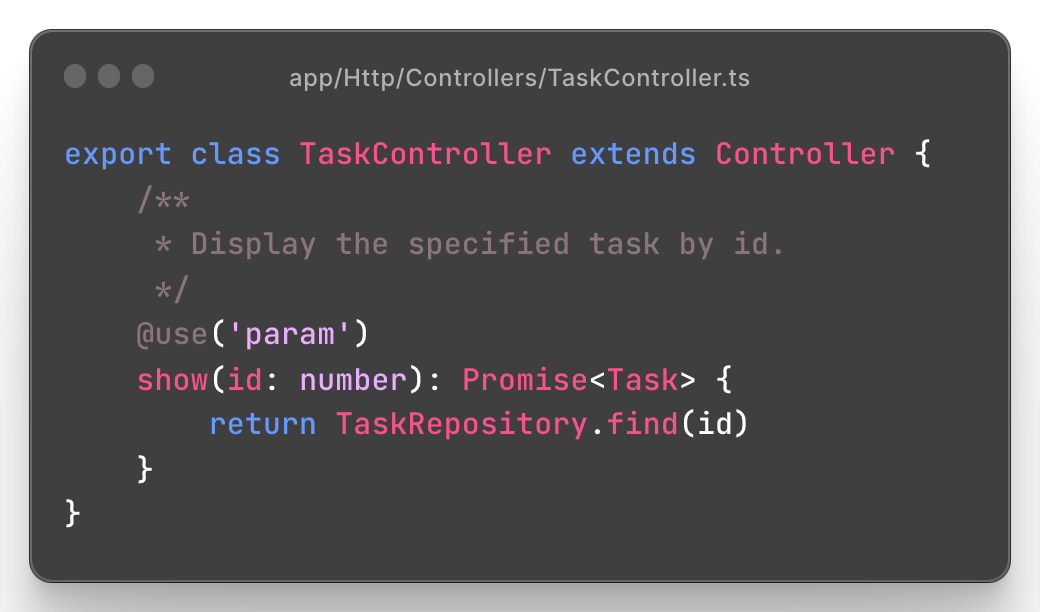 app/Http/Controllers/TaskController.ts
export class TaskController extends Controller {
    /**
     * Display the specified task by id.
     */
    @use('param')
    show(id: number): Promise<Task> {
        return TaskRepository.find(id)
    }
}